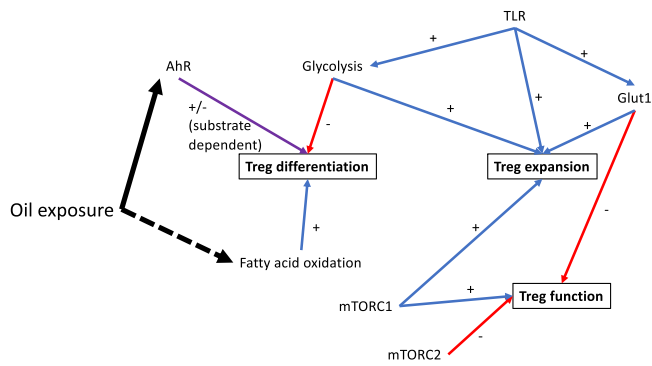 TLR
+
AhR
Glycolysis
+
Glut1
+/-
(substrate
dependent)
-
+
+
+
Treg differentiation
Treg expansion
Oil exposure
+
+
-
Fatty acid oxidation
+
Treg function
mTORC1
-
mTORC2